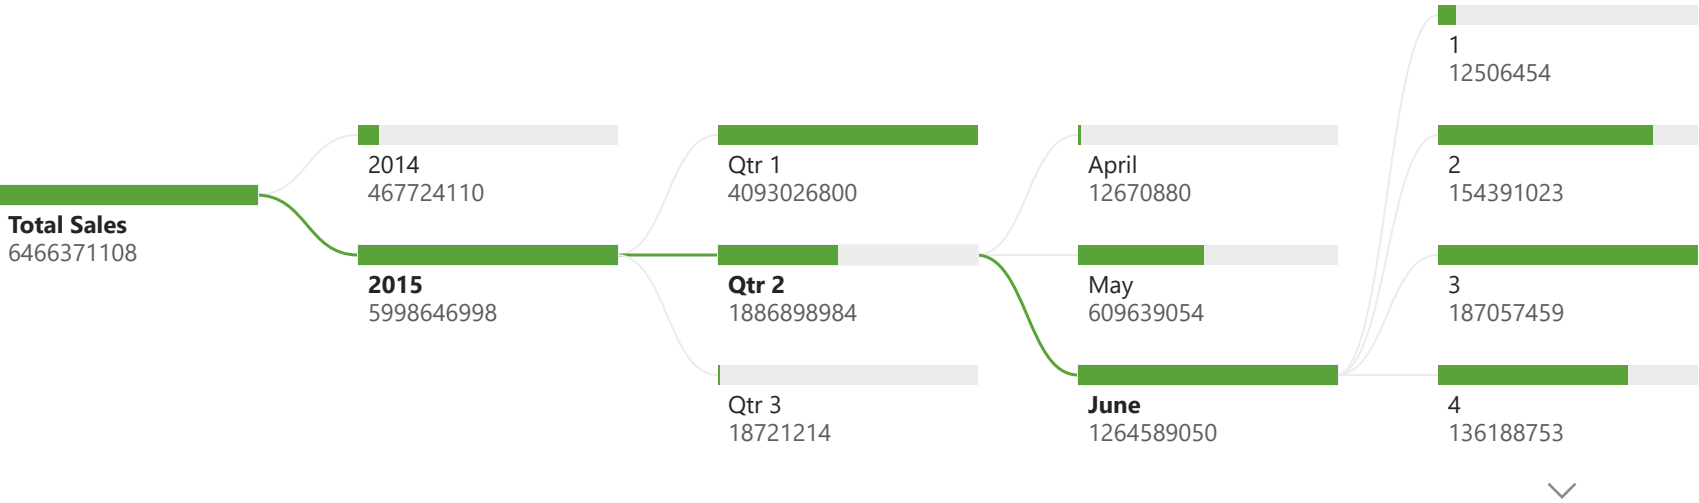 Total Sales
6466371108
2014
467724110
2015
5998646998
Qtr 1
4093026800
Qtr 2
1886898984
Qtr 3
18721214
April
12670880
May
609639054
June
1264589050
1
12506454
2
154391023
3
187057459
4
136188753